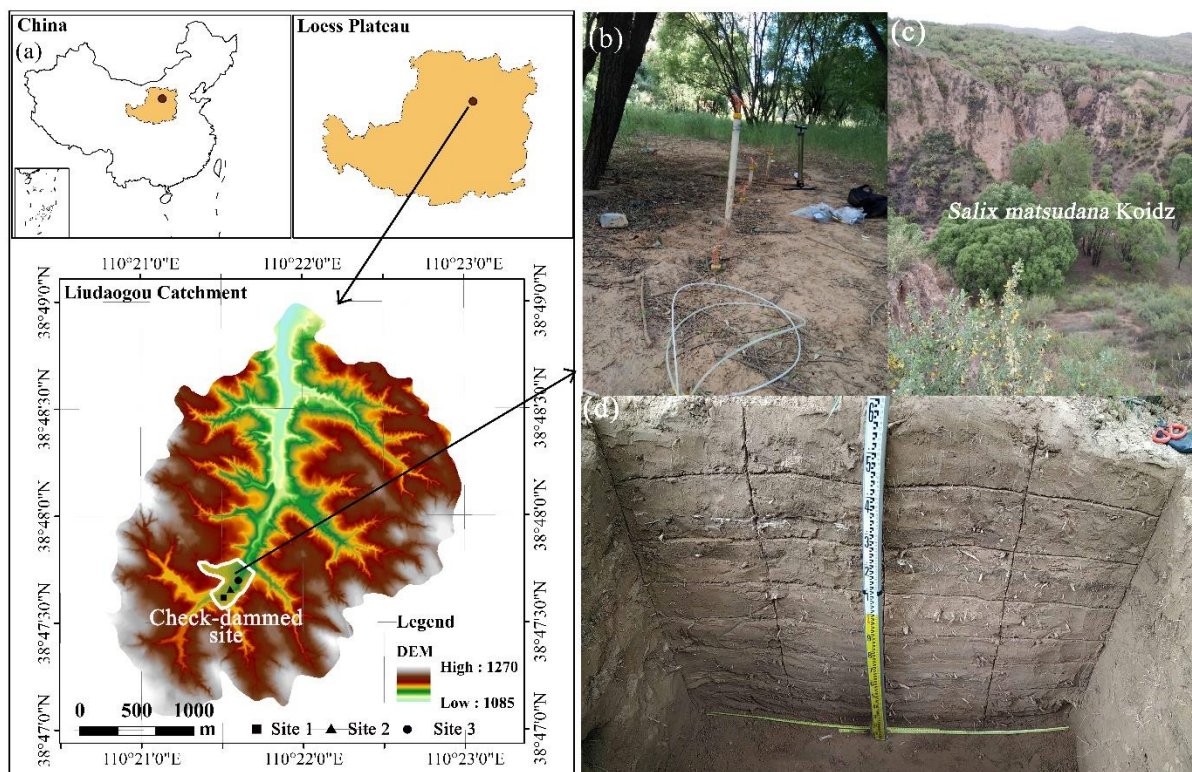 China
(a)
Loess Plateau
110°21'0"E 110°22'0"E 110°23'0"E
Liudaogou Catchment
38°49'0"N
38°48'30"N
38°48'0"N
38°47'30"N
38°47'0"N
38°49'0"N
38°48'30"N
38°48'0"N
38°47'30"N
38°47'0"N
Check-dammed
site
Legend
DEM
High : 1270
Low : 1085
0 500 1000
m
Site 1 Site 2 Site 3
110°21'0"E 110°22'0"E 110°23'0"E
(b)
(c)
Salix matsudana Koidz
(d)